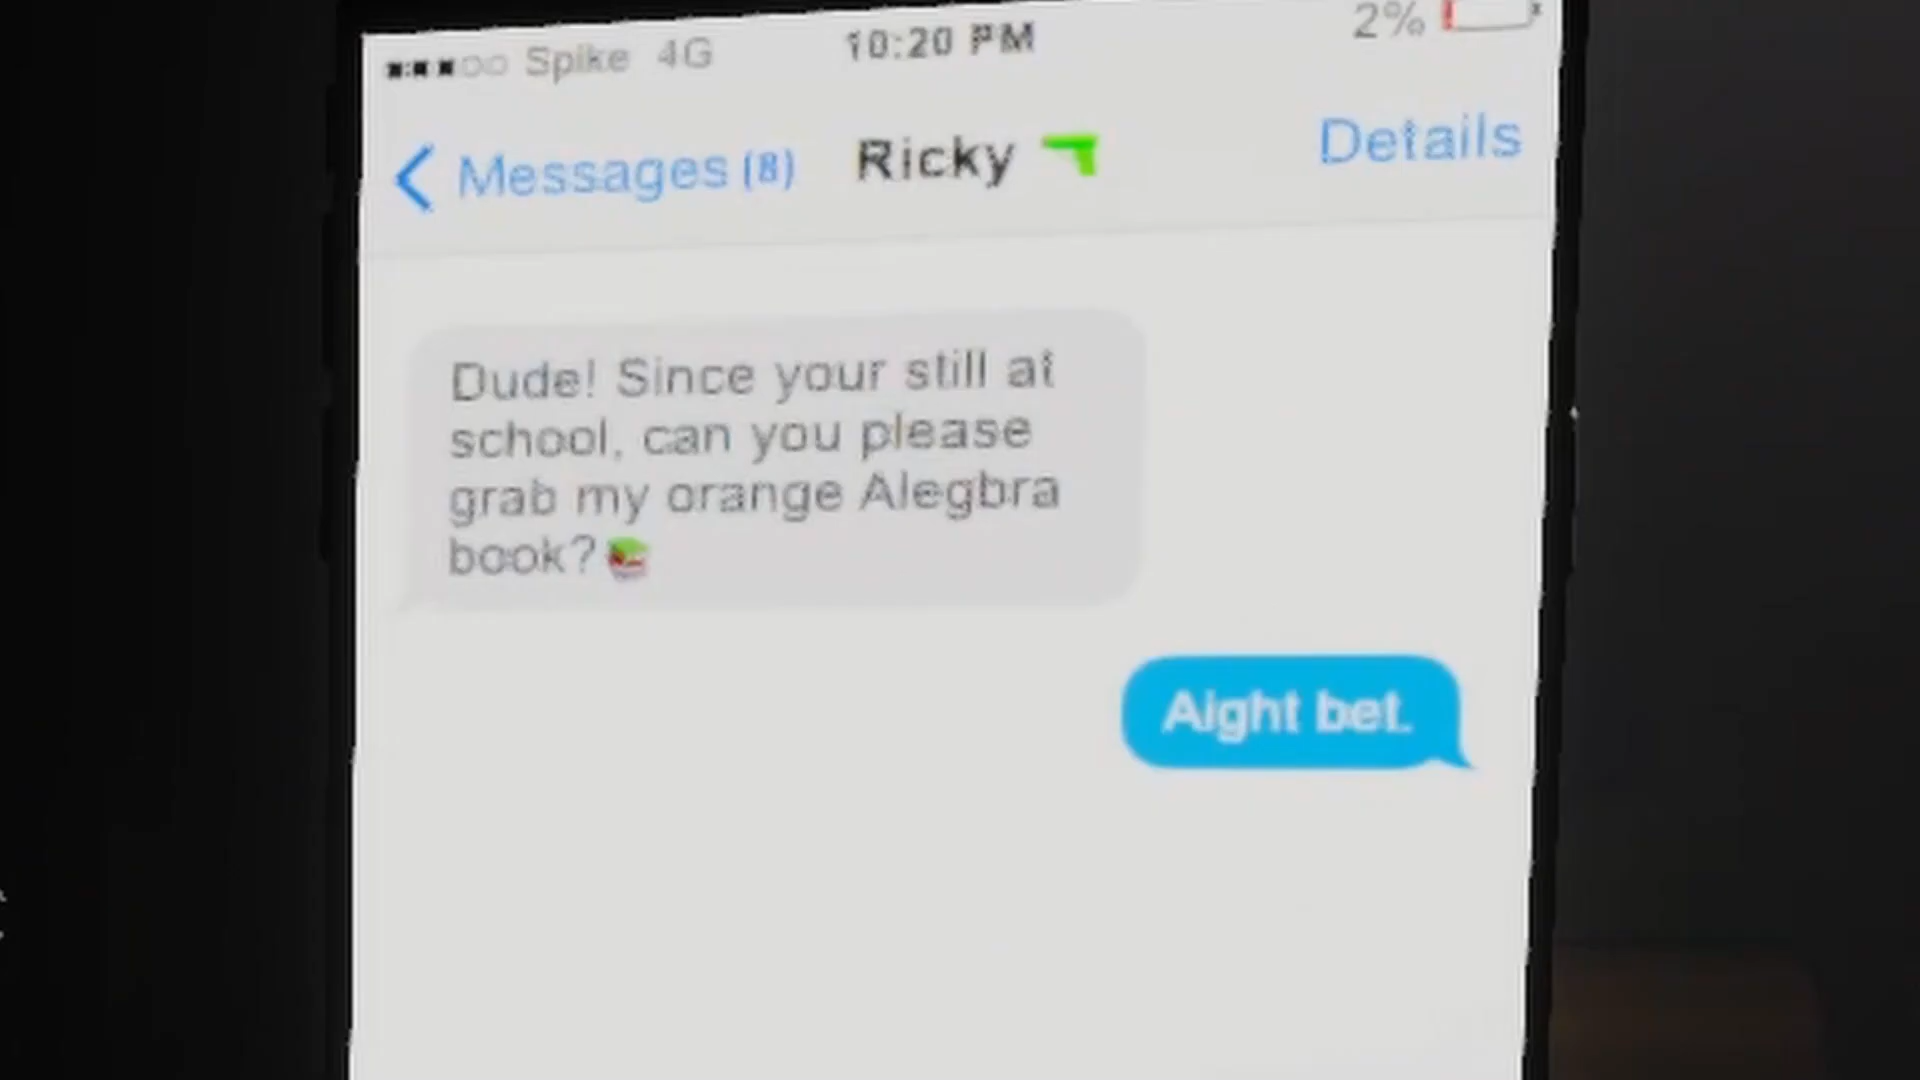 Spike 4G 10:20 PM 2%
Messages (8) Ricky Details
Dude! Since your still at
school, can you please
grab my orange Alegbra
book?
Aight bet.